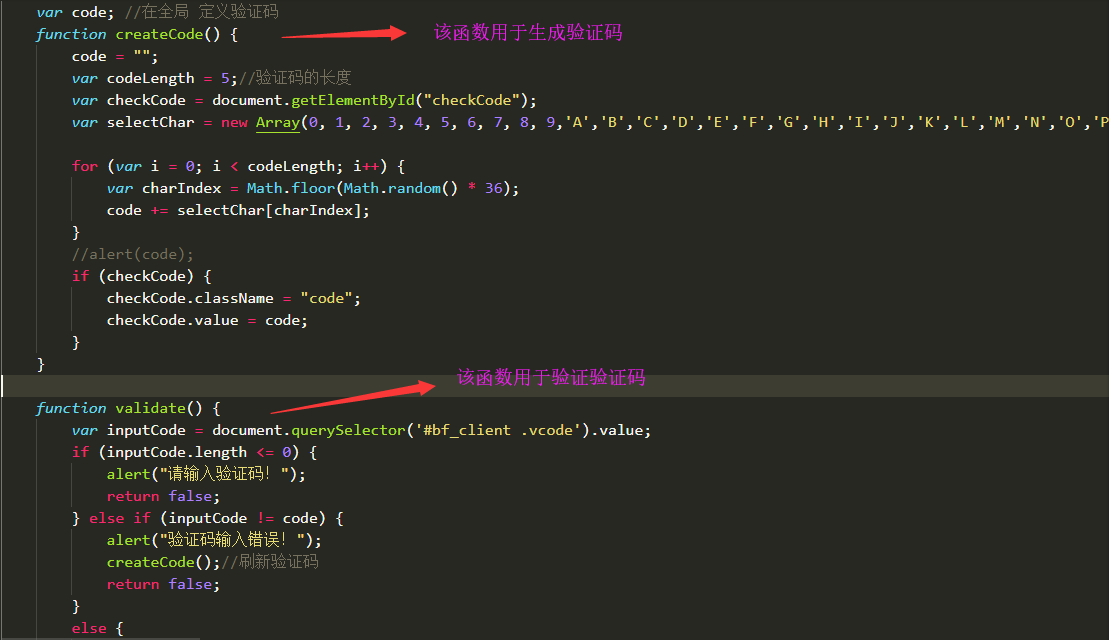 var code; //在全局 定义验证码
function createCode() { 该函数用于生成验证码
code = "";
var codeLength = 5;//验证码的长度
var checkCode = document.getElementById("checkCode");
var selectChar = new Array(0, 1, 2, 3, 4, 5, 6, 7, 8, 9,'A','B','C','D','E','F','G','H','I','J','K','L','M','N','O','P
for (var i = 0; i < codeLength; i++) {
var charIndex = Math.floor(Math.random() * 36);
code += selectChar[charIndex];
}
//alert(code);
if (checkCode) {
checkCode.className = "code";
checkCode.value = code;
}
}
该函数用于验证验证码
function validate() {
var inputCode = document.querySelector('#bf_client .vcode').value;
if (inputCode.length <= 0) {
alert("请输入验证码！");
return false;
} else if (inputCode != code) {
alert("验证码输入错误！");
createCode();//刷新验证码
return false;
}
else {